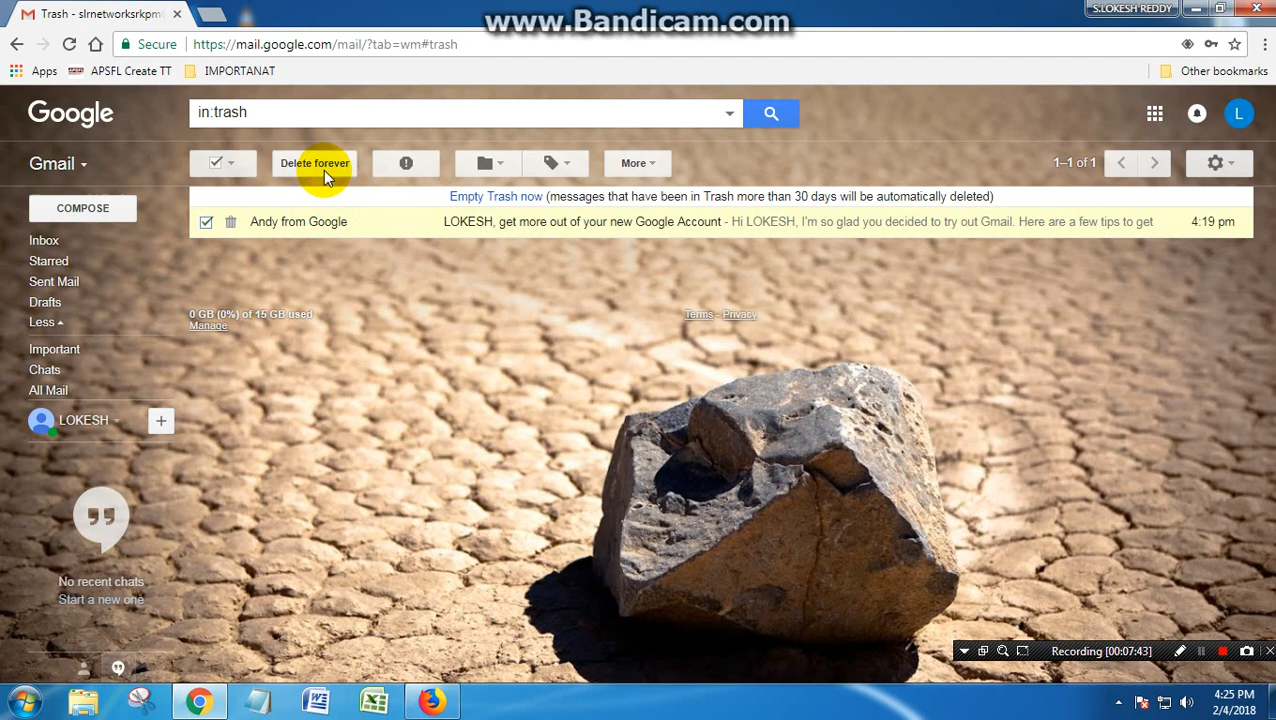 Trash - slrnetworksrkpm
www.Bandicam.com
S.LOKESH REDDY
Secure
https://mail.google.com/mail/?tab=wm#trash
Apps
APSFL Create TT
IMPORTANAT
Other bookmarks
Google
in:trash
L
Gmail
Delete forever
More
1–1 of 1
COMPOSE
Empty Trash now (messages that have been in Trash more than 30 days will be automatically deleted)
Andy from Google
LOKESH, get more out of your new Google Account - Hi LOKESH, I'm so glad you decided to try out Gmail. Here are a few tips to get
4:19 pm
Inbox
Starred
Sent Mail
Drafts
Less
Important
Chats
All Mail
0 GB (0%) of 15 GB used
Manage
Terms - Privacy
LOKESH
No recent chats
Start a new one
Recording [00:07:43]
4:25 PM
2/4/2018